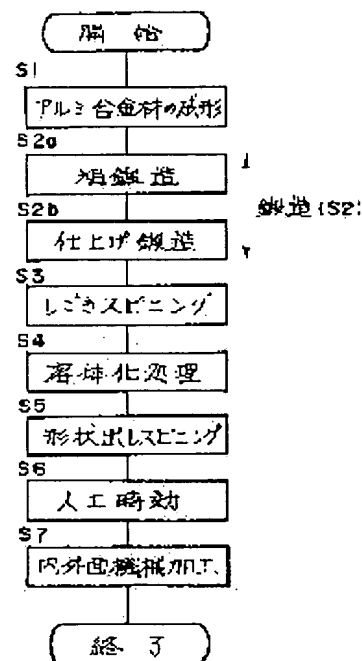 開始
S1
アルミ合金材の成形
S2a
粗鍛造
鍛造(S2)
S2b
仕上げ鍛造
S3
しごきスピニング
S4
溶体化処理
S5
形状出しスピニング
S6
人工時効
S7
内外面機械加工
終了